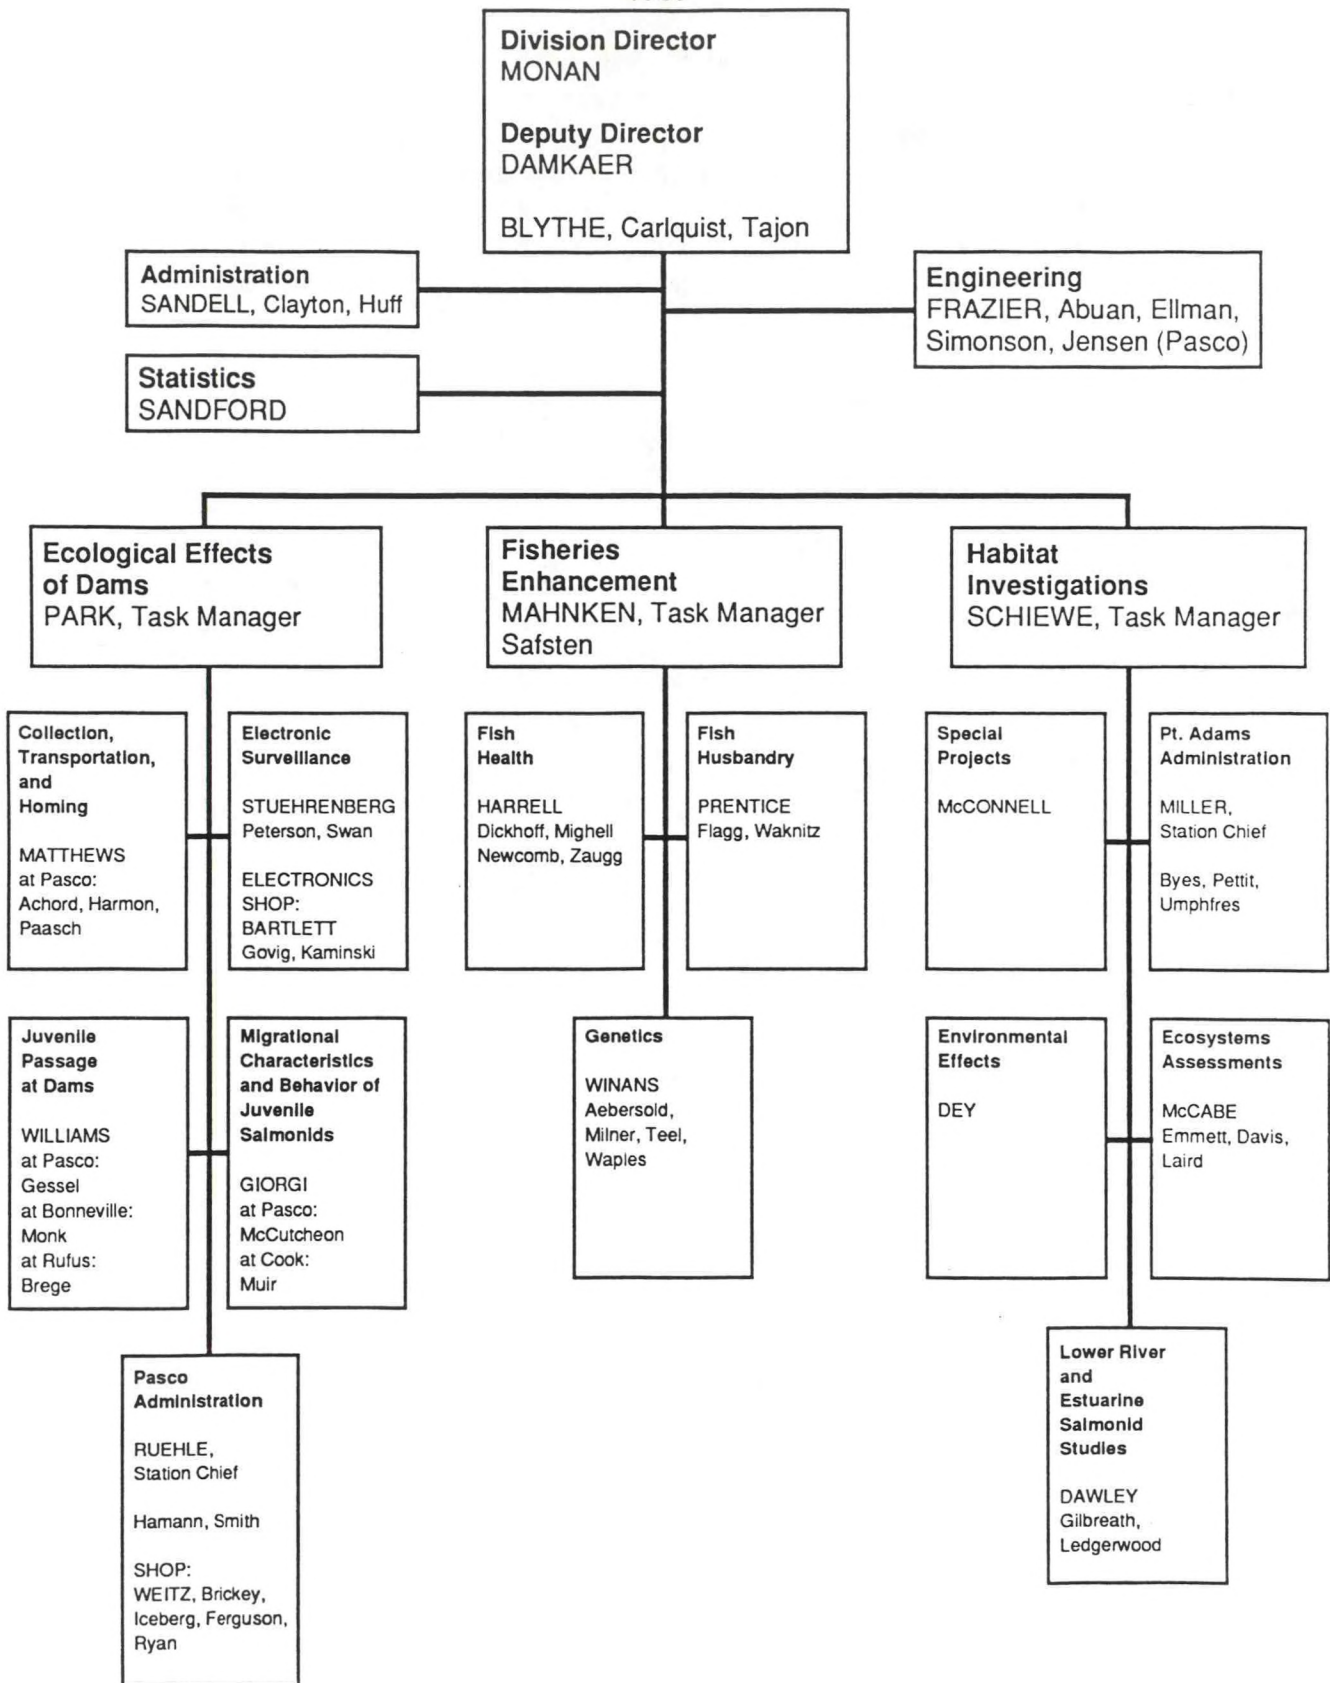 Division Director
MONAN
Deputy Director
DAMKAER
BLYTHE, Carlquist, Tajon
Administration
SANDELL, Clayton, Huff
Engineering
FRAZIER, Abuan, Ellman,
Simonson, Jensen (Pasco)
Statistics
SANDFORD
Ecological Effects
of Dams
PARK, Task Manager
Fisheries
Enhancement
MAHNKEN, Task Manager
Safsten
Habitat
Investigations
SCHIEWE, Task Manager
Collection,
Transportation,
and
Homing
MATTHEWS
at Pasco:
Achord, Harmon,
Paasch
Electronic
Surveillance
STUEHRENBERG
Peterson, Swan
ELECTRONICS
SHOP:
BARTLETT
Govig, Kaminski
Fish
Health
HARRELL
Dickhoff, Mighell
Newcomb, Zaugg
Fish
Husbandry
PRENTICE
Flagg, Waknitz
Special
Projects
McCONNELL
Pt. Adams
Administration
MILLER,
Station Chief
Byes, Pettit,
Umphfres
Juvenile
Passage
at Dams
WILLIAMS
at Pasco:
Gessel
at Bonneville:
Monk
at Rufus:
Brege
Migrational
Characteristics
and Behavior of
Juvenile
Salmonids
GIORGI
at Pasco:
McCutcheon
at Cook:
Muir
Genetics
WINANS
Aebersold,
Milner, Teel,
Waples
Environmental
Effects
DEY
Ecosystems
Assessments
McCABE
Emmett, Davis,
Laird
Pasco
Administration
RUEHLE,
Station Chief
Hamann, Smith
SHOP:
WEITZ, Brickey,
Iceberg, Ferguson,
Ryan
Lower River
and
Estuarine
Salmonid
Studies
DAWLEY
Gilbreath,
Ledgerwood